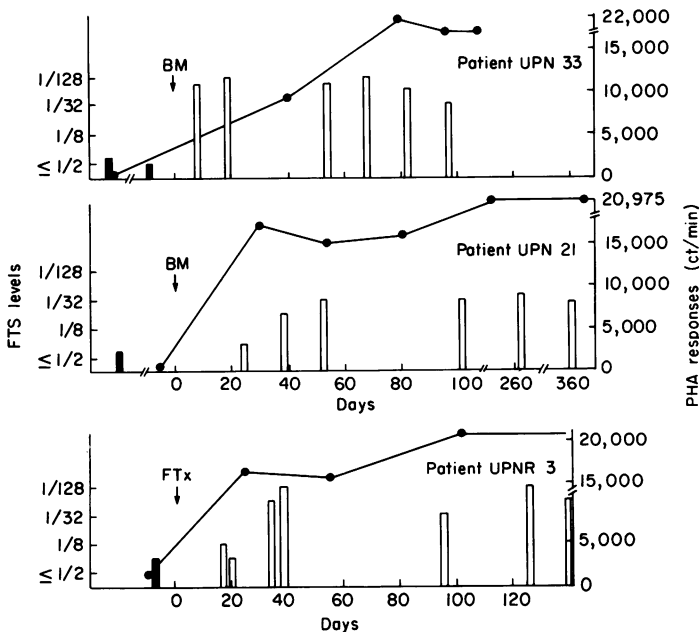 22,000
BM
Patient UPN 33
15,000
1/128
1/32
10,000
1/8
5,000
≤ 1/2
0
20,975
BM
Patient UPN 21
15,000
1/128
1/32
10,000
1/8
5,000
≤ 1/2
0
0 20 40 60 80 100 260 360
Days
FTS levels
PHA responses (ct/min)
20,000
FTx
Patient UPNR 3
15,000
1/128
1/32
1/8
5,000
≤ 1/2
0
0 20 40 60 80 100 120
Days